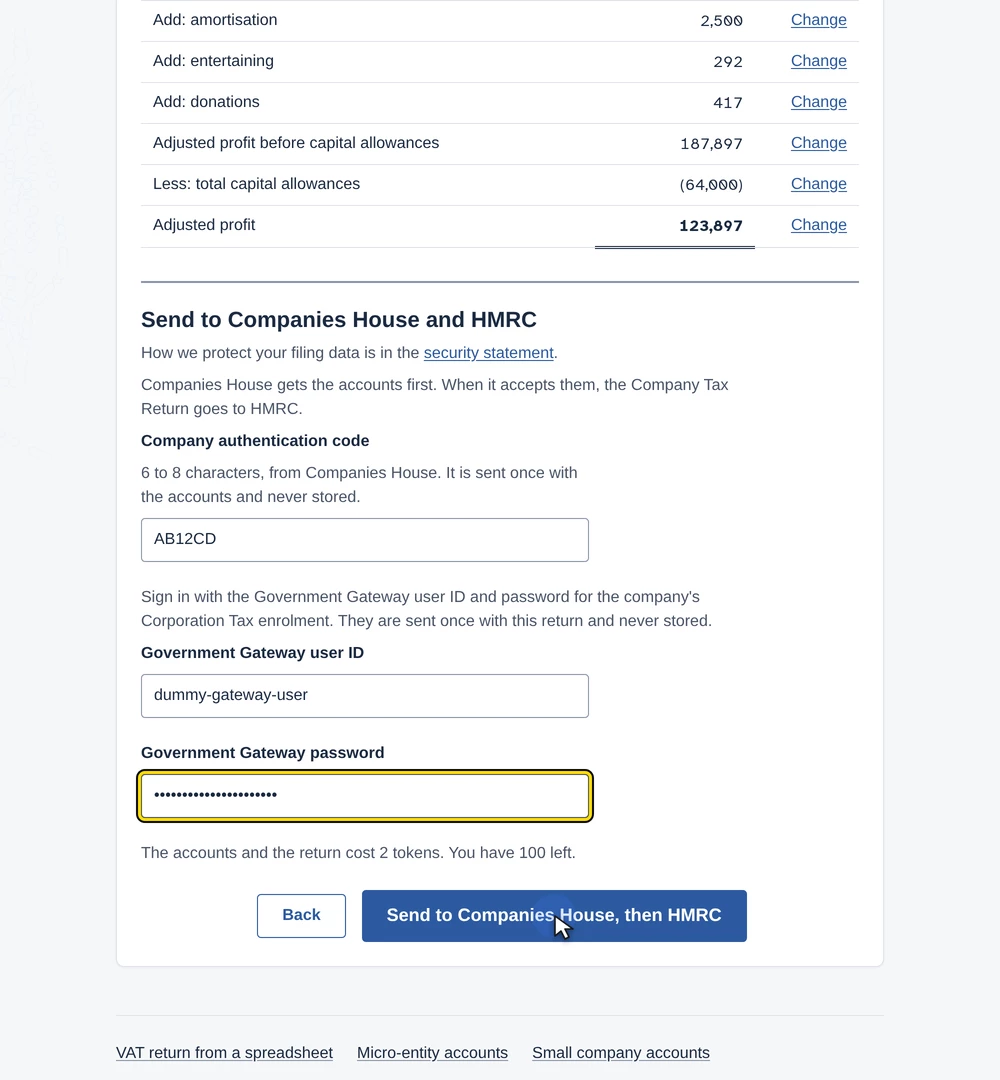 Add: amortisation 2,500 Change
Add: entertaining 292 Change
Add: donations 417 Change
Adjusted profit before capital allowances 187,897 Change
Less: total capital allowances (64,000) Change
Adjusted profit 123,897 Change
Send to Companies House and HMRC
How we protect your filing data is in the security statement.
Companies House gets the accounts first. When it accepts them, the Company Tax
Return goes to HMRC.
Company authentication code
6 to 8 characters, from Companies House. It is sent once with
the accounts and never stored.
AB12CD
Sign in with the Government Gateway user ID and password for the company's
Corporation Tax enrolment. They are sent once with this return and never stored.
Government Gateway user ID
dummy-gateway-user
Government Gateway password
••••••••••••••••••••••
The accounts and the return cost 2 tokens. You have 100 left.
Back Send to Companies House, then HMRC
VAT return from a spreadsheet Micro-entity accounts Small company accounts